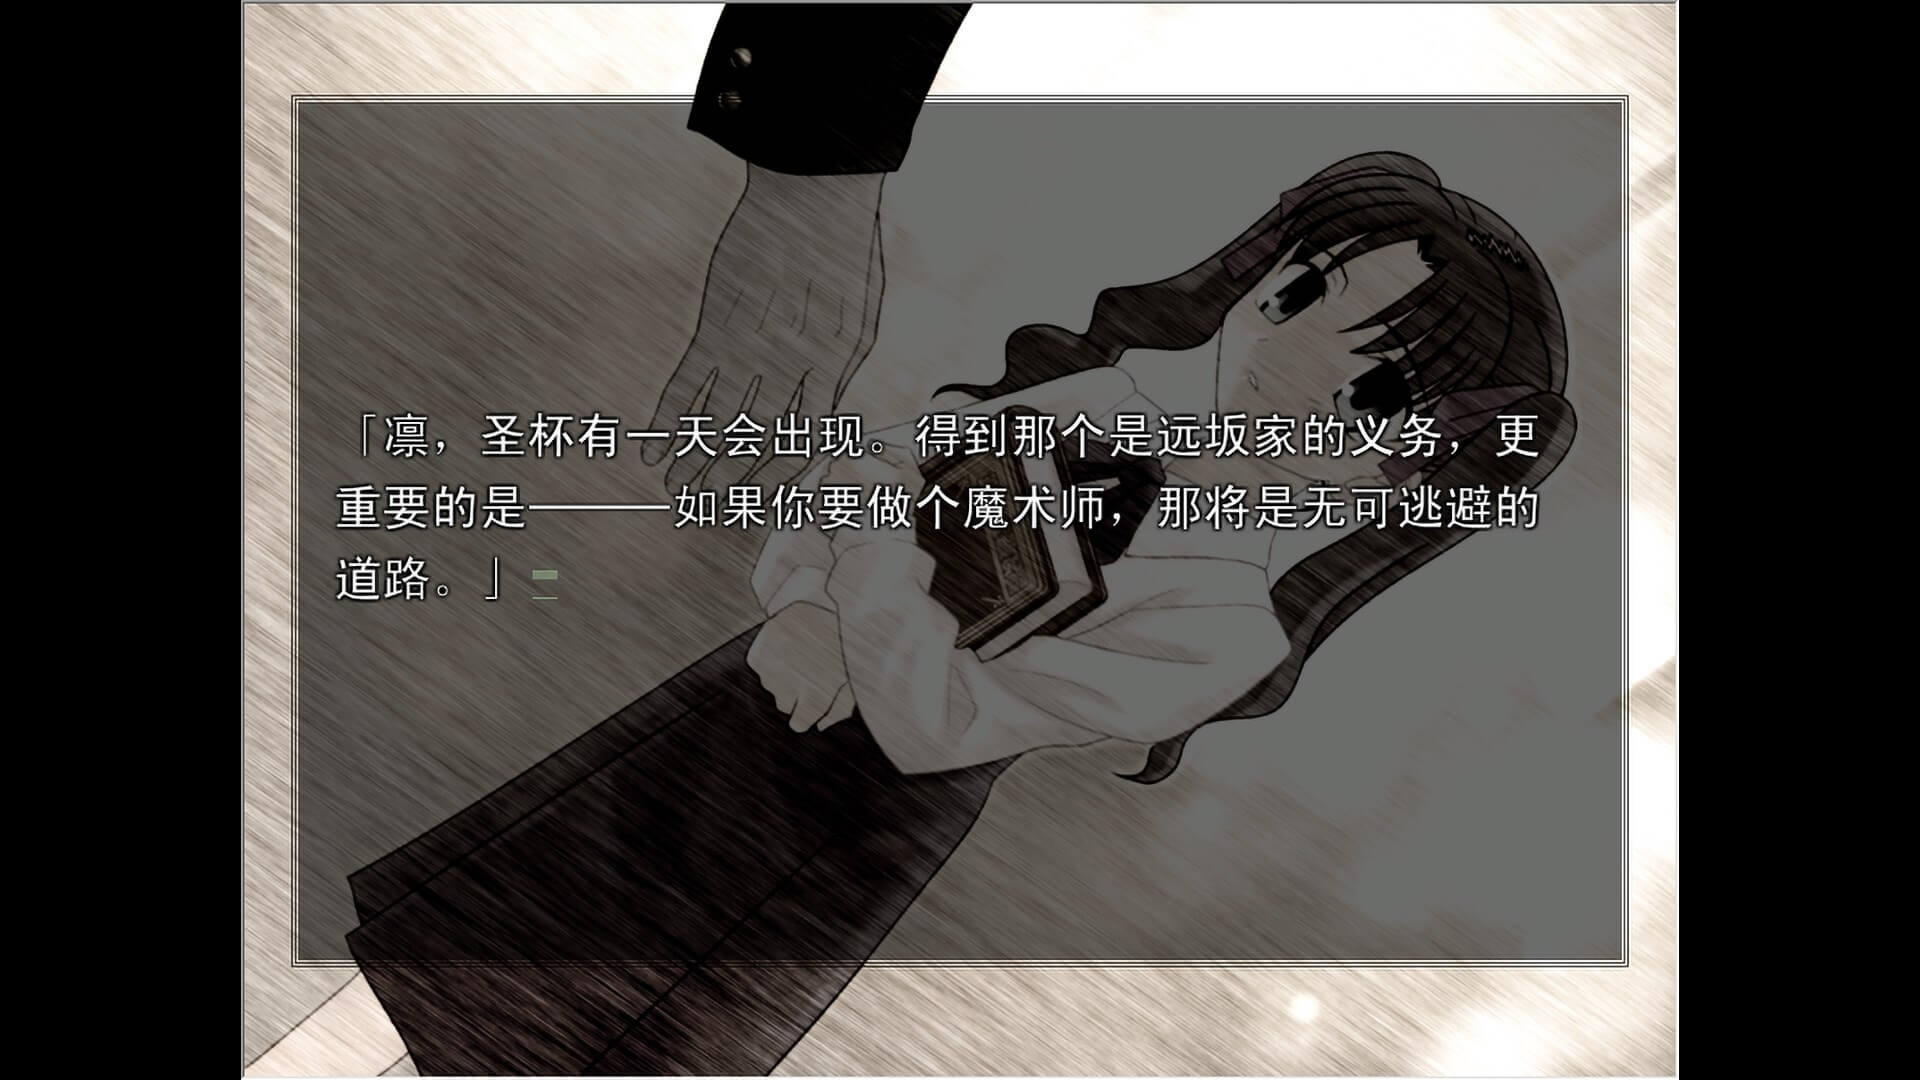 「凛，圣杯有一天会出现。得到那个是远坂家的义务，更
重要的是———如果你要做个魔术师，那将是无可逃避的
道路。」